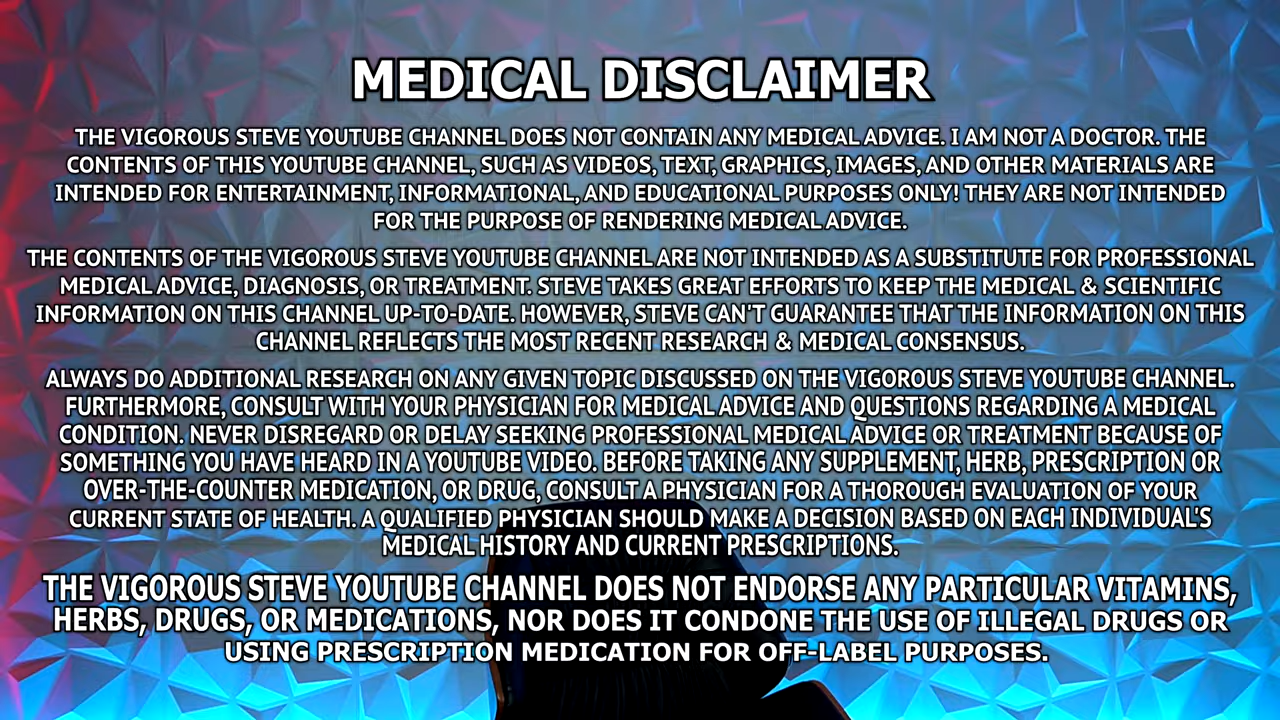 MEDICAL DISCLAIMER
THE VIGOROUS STEVE YOUTUBE CHANNEL DOES NOT CONTAIN ANY MEDICAL ADVICE. I AM NOT A DOCTOR. THE
CONTENTS OF THIS YOUTUBE CHANNEL, SUCH AS VIDEOS, TEXT, GRAPHICS, IMAGES, AND OTHER MATERIALS ARE
INTENDED FOR ENTERTAINMENT, INFORMATIONAL, AND EDUCATIONAL PURPOSES ONLY! THEY ARE NOT INTENDED
FOR THE PURPOSE OF RENDERING MEDICAL ADVICE.
THE CONTENTS OF THE VIGOROUS STEVE YOUTUBE CHANNEL ARE NOT INTENDED AS A SUBSTITUTE FOR PROFESSIONAL
MEDICAL ADVICE, DIAGNOSIS, OR TREATMENT. STEVE TAKES GREAT EFFORTS TO KEEP THE MEDICAL & SCIENTIFIC
INFORMATION ON THIS CHANNEL UP-TO-DATE. HOWEVER, STEVE CAN'T GUARANTEE THAT THE INFORMATION ON THIS
CHANNEL REFLECTS THE MOST RECENT RESEARCH & MEDICAL CONSENSUS.
ALWAYS DO ADDITIONAL RESEARCH ON ANY GIVEN TOPIC DISCUSSED ON THE VIGOROUS STEVE YOUTUBE CHANNEL.
FURTHERMORE, CONSULT WITH YOUR PHYSICIAN FOR MEDICAL ADVICE AND QUESTIONS REGARDING A MEDICAL
CONDITION. NEVER DISREGARD OR DELAY SEEKING PROFESSIONAL MEDICAL ADVICE OR TREATMENT BECAUSE OF
SOMETHING YOU HAVE HEARD IN A YOUTUBE VIDEO. BEFORE TAKING ANY SUPPLEMENT, HERB, PRESCRIPTION OR
OVER-THE-COUNTER MEDICATION, OR DRUG, CONSULT A PHYSICIAN FOR A THOROUGH EVALUATION OF YOUR
CURRENT STATE OF HEALTH. A QUALIFIED PHYSICIAN SHOULD MAKE A DECISION BASED ON EACH INDIVIDUAL'S
MEDICAL HISTORY AND CURRENT PRESCRIPTIONS.
THE VIGOROUS STEVE YOUTUBE CHANNEL DOES NOT ENDORSE ANY PARTICULAR VITAMINS,
HERBS, DRUGS, OR MEDICATIONS, NOR DOES IT CONDONE THE USE OF ILLEGAL DRUGS OR
USING PRESCRIPTION MEDICATION FOR OFF-LABEL PURPOSES.